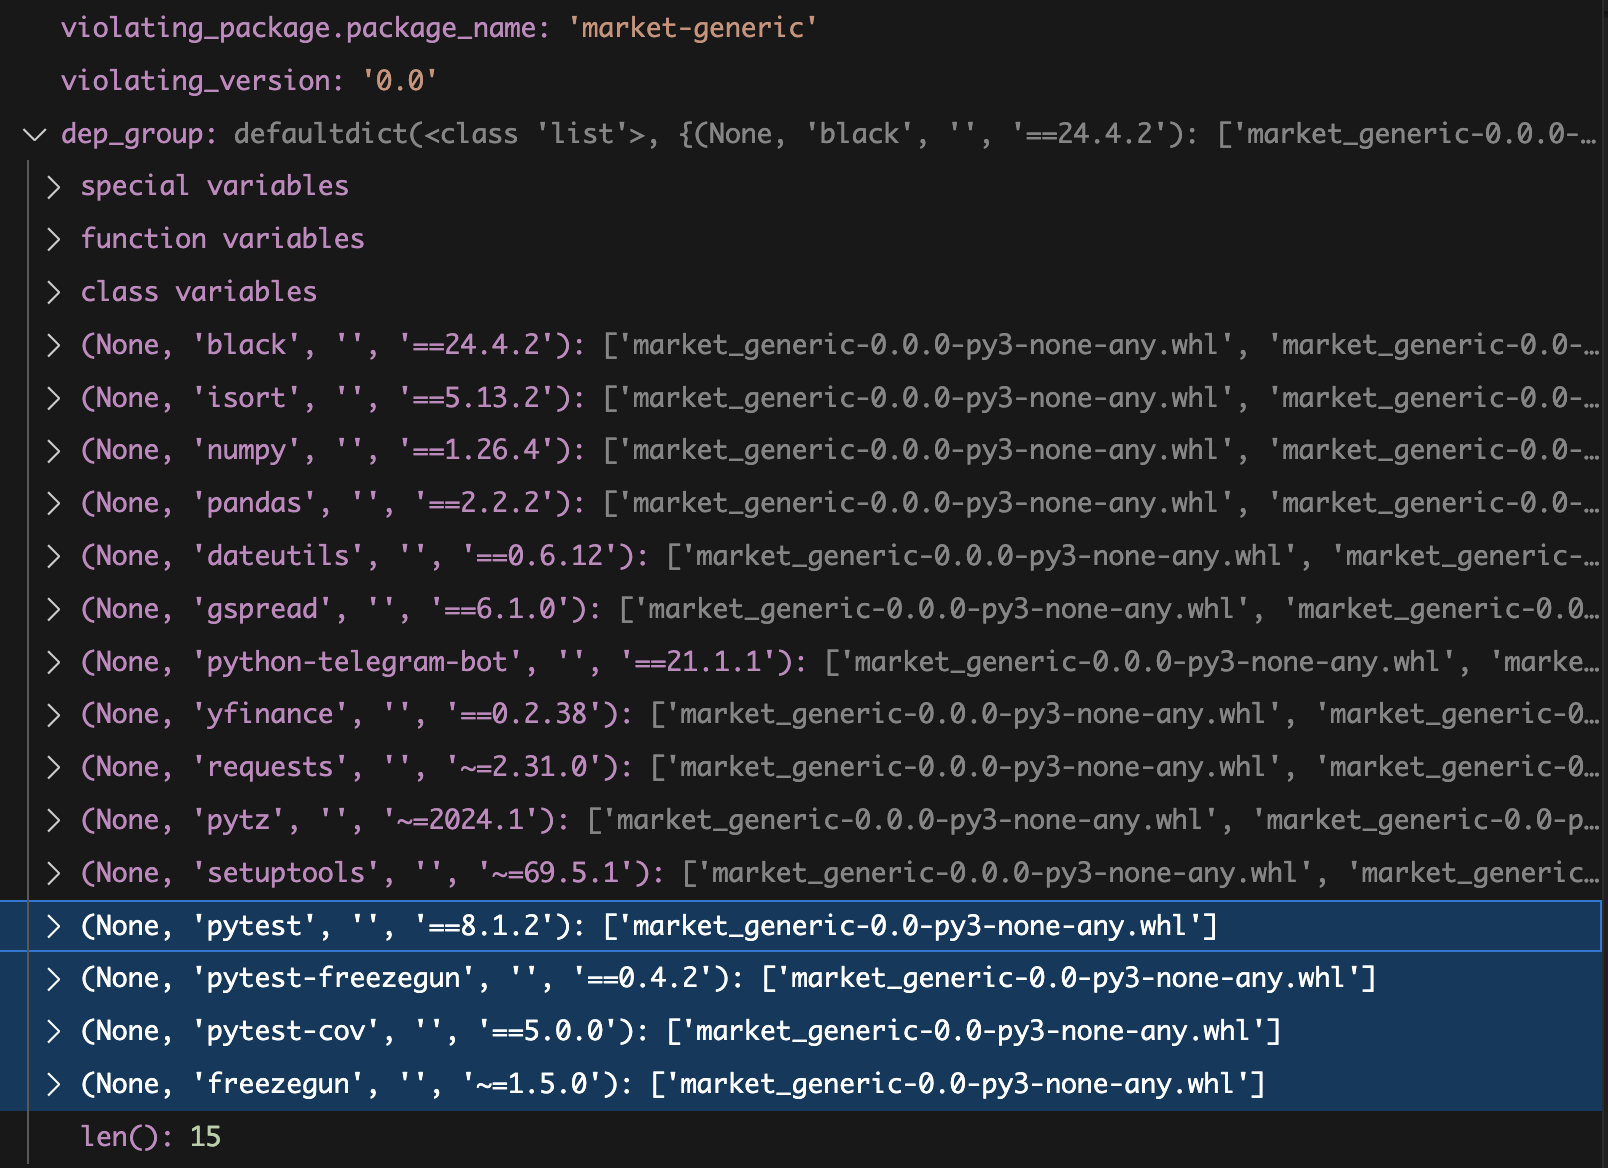 violating_package.package_name: 'market-generic'
violating_version: '0.0'
dep_group: defaultdict(<class 'list'>, {(None, 'black', '', '==24.4.2'): ['market_generic-0.0.0-…
special variables
function variables
class variables
(None, 'black', '', '==24.4.2'): ['market_generic-0.0.0-py3-none-any.whl', 'market_generic-0.0-…
(None, 'isort', '', '==5.13.2'): ['market_generic-0.0.0-py3-none-any.whl', 'market_generic-0.0-…
(None, 'numpy', '', '==1.26.4'): ['market_generic-0.0.0-py3-none-any.whl', 'market_generic-0.0-…
(None, 'pandas', '', '==2.2.2'): ['market_generic-0.0.0-py3-none-any.whl', 'market_generic-0.0-…
(None, 'dateutils', '', '==0.6.12'): ['market_generic-0.0.0-py3-none-any.whl', 'market_generic-…
(None, 'gspread', '', '==6.1.0'): ['market_generic-0.0.0-py3-none-any.whl', 'market_generic-0.0…
(None, 'python-telegram-bot', '', '==21.1.1'): ['market_generic-0.0.0-py3-none-any.whl', 'marke…
(None, 'yfinance', '', '==0.2.38'): ['market_generic-0.0.0-py3-none-any.whl', 'market_generic-0…
(None, 'requests', '', '~=2.31.0'): ['market_generic-0.0.0-py3-none-any.whl', 'market_generic-0…
(None, 'pytz', '', '~=2024.1'): ['market_generic-0.0.0-py3-none-any.whl', 'market_generic-0.0-p…
(None, 'setuptools', '', '~=69.5.1'): ['market_generic-0.0.0-py3-none-any.whl', 'market_generic…
(None, 'pytest', '', '==8.1.2'): ['market_generic-0.0-py3-none-any.whl']
(None, 'pytest-freezegun', '', '==0.4.2'): ['market_generic-0.0-py3-none-any.whl']
(None, 'pytest-cov', '', '==5.0.0'): ['market_generic-0.0-py3-none-any.whl']
(None, 'freezegun', '', '~=1.5.0'): ['market_generic-0.0-py3-none-any.whl']
len(): 15